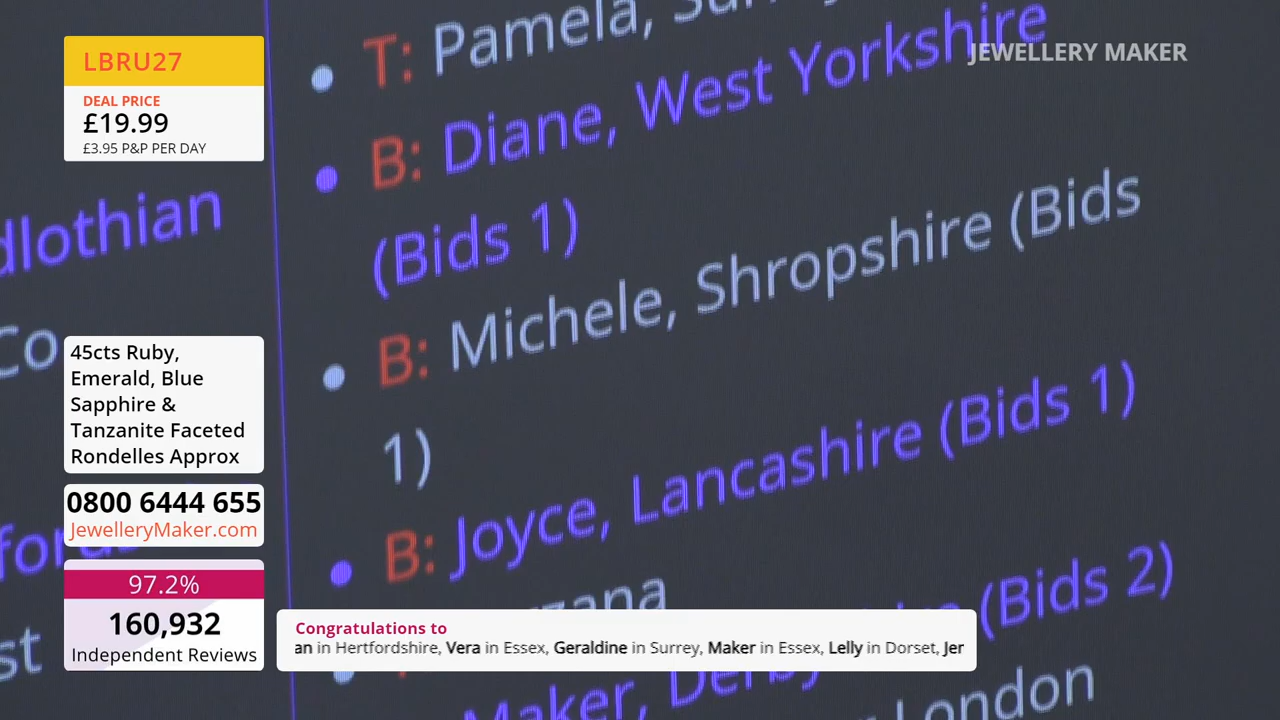 LBRU27
DEAL PRICE
£19.99
£3.95 P&P PER DAY
JEWELLERY MAKER
T: Pamela,
B: Diane, West Yorkshire
(Bids 1)
B: Michele, Shropshire (Bids
1)
B: Joyce, Lancashire (Bids 1)
(Bids 2)
Maker,
London
45cts Ruby,
Emerald, Blue
Sapphire &
Tanzanite Faceted
Rondelles Approx
0800 6444 655
JewelleryMaker.com
97.2%
160,932
Independent Reviews
Congratulations to
an in Hertfordshire, Vera in Essex, Geraldine in Surrey, Maker in Essex, Lelly in Dorset, Jer